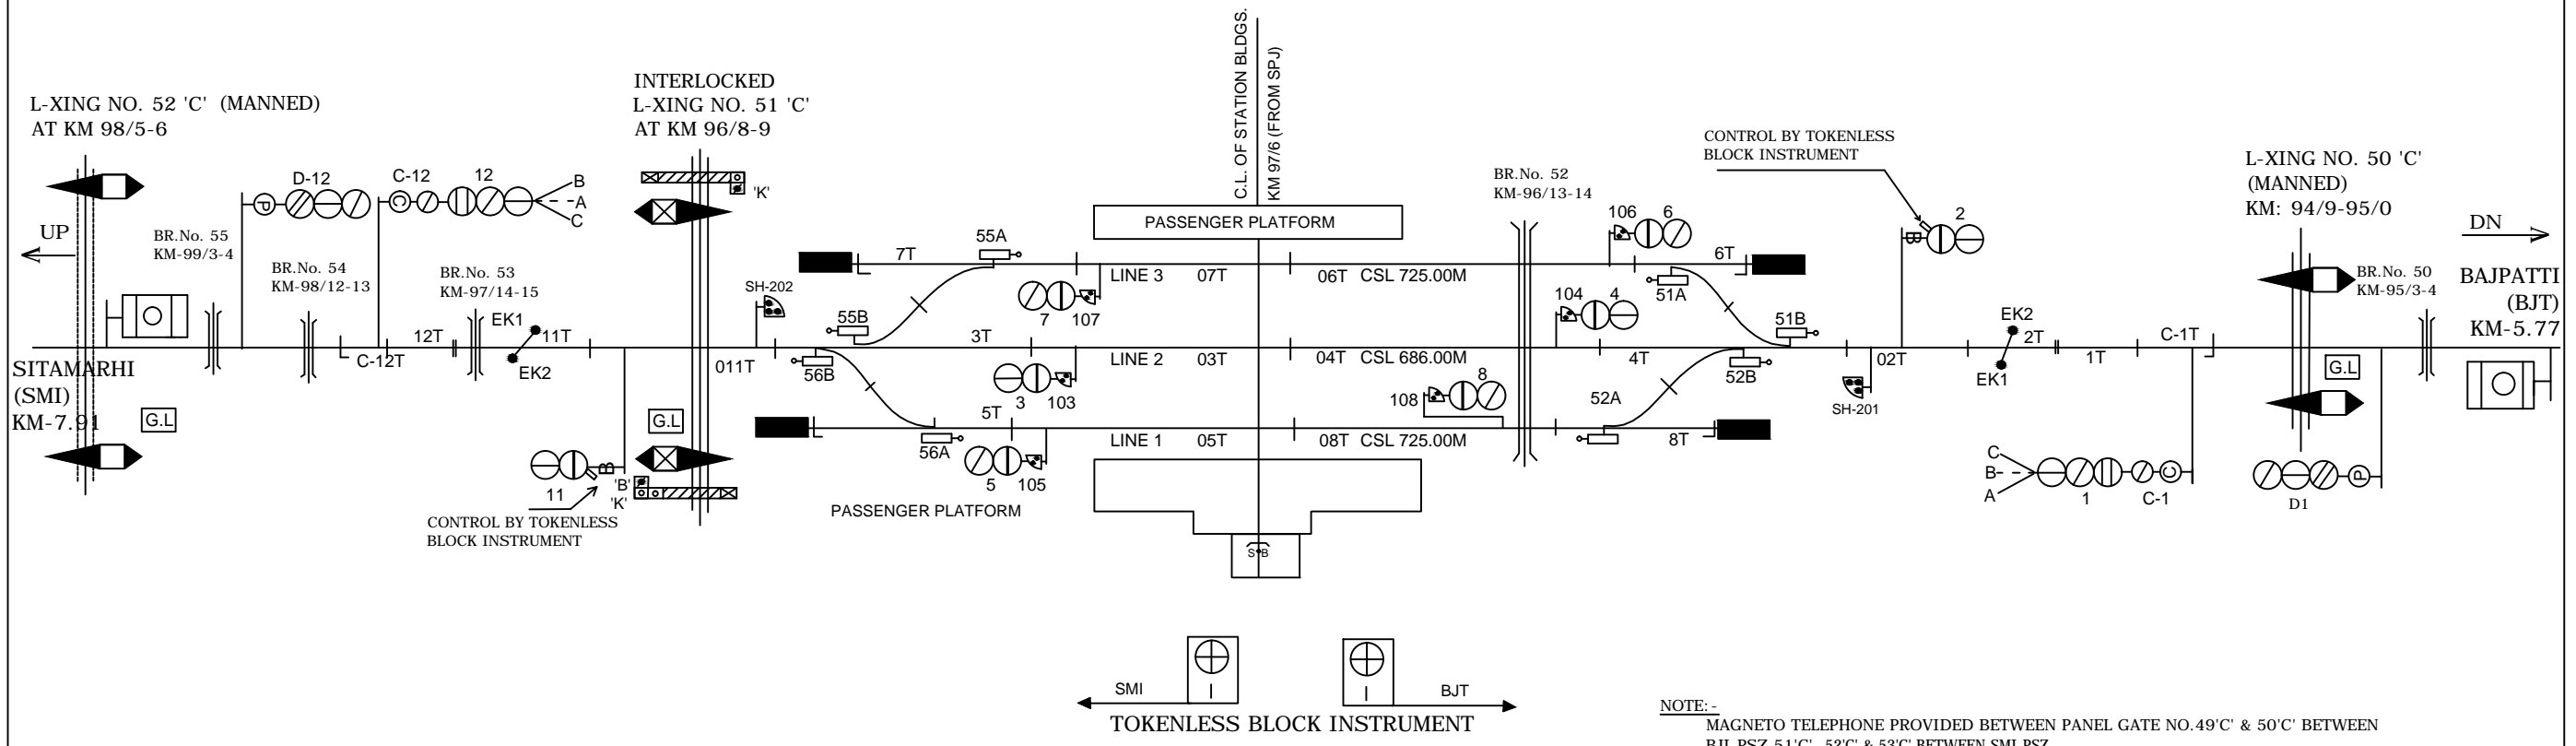 L-XING NO. 52 'C' (MANNED)
AT KM 98/5-6
INTERLOCKED
L-XING NO. 51 'C'
AT KM 96/8-9
C.L. OF STATION BLDGS.
KM 97/6 (FROM SPJ)
CONTROL BY TOKENLESS
BLOCK INSTRUMENT
L-XING NO. 50 'C'
(MANNED)
KM: 94/9-95/0
BR.No. 52
KM-96/13-14
UP
DN
BR.No. 55
KM-99/3-4
P
D-12
C-12
C
12
B
A
C
'K'
BR.No. 54
KM-98/12-13
BR.No. 53
KM-97/14-15
PASSENGER PLATFORM
106
6
2
B
BR.No. 50
KM-95/3-4
BAJPATTI
(BJT)
KM-5.77
7T
55A
LINE 3
07T
06T
CSL 725.00M
6T
51A
SH-202
7
107
104
4
51B
EK1
EK2
11T
12T
C-12T
55B
56B
011T
3T
LINE 2
03T
04T
CSL 686.00M
4T
52B
02T
EK2
EK1
2T
1T
C-1T
SITAMARHI
(SMI)
KM-7.91
G.L
G.L
G.L
3
103
108
8
52A
SH-201
5T
56A
LINE 1
05T
08T
CSL 725.00M
8T
5
105
11
B
'B'
'K'
CONTROL BY TOKENLESS
BLOCK INSTRUMENT
PASSENGER PLATFORM
C
B
A
1
C-1
C
D1
P
S B
SMI
BJT
TOKENLESS BLOCK INSTRUMENT
NOTE:-
MAGNETO TELEPHONE PROVIDED BETWEEN PANEL GATE NO.49'C' & 50'C' BETWEEN